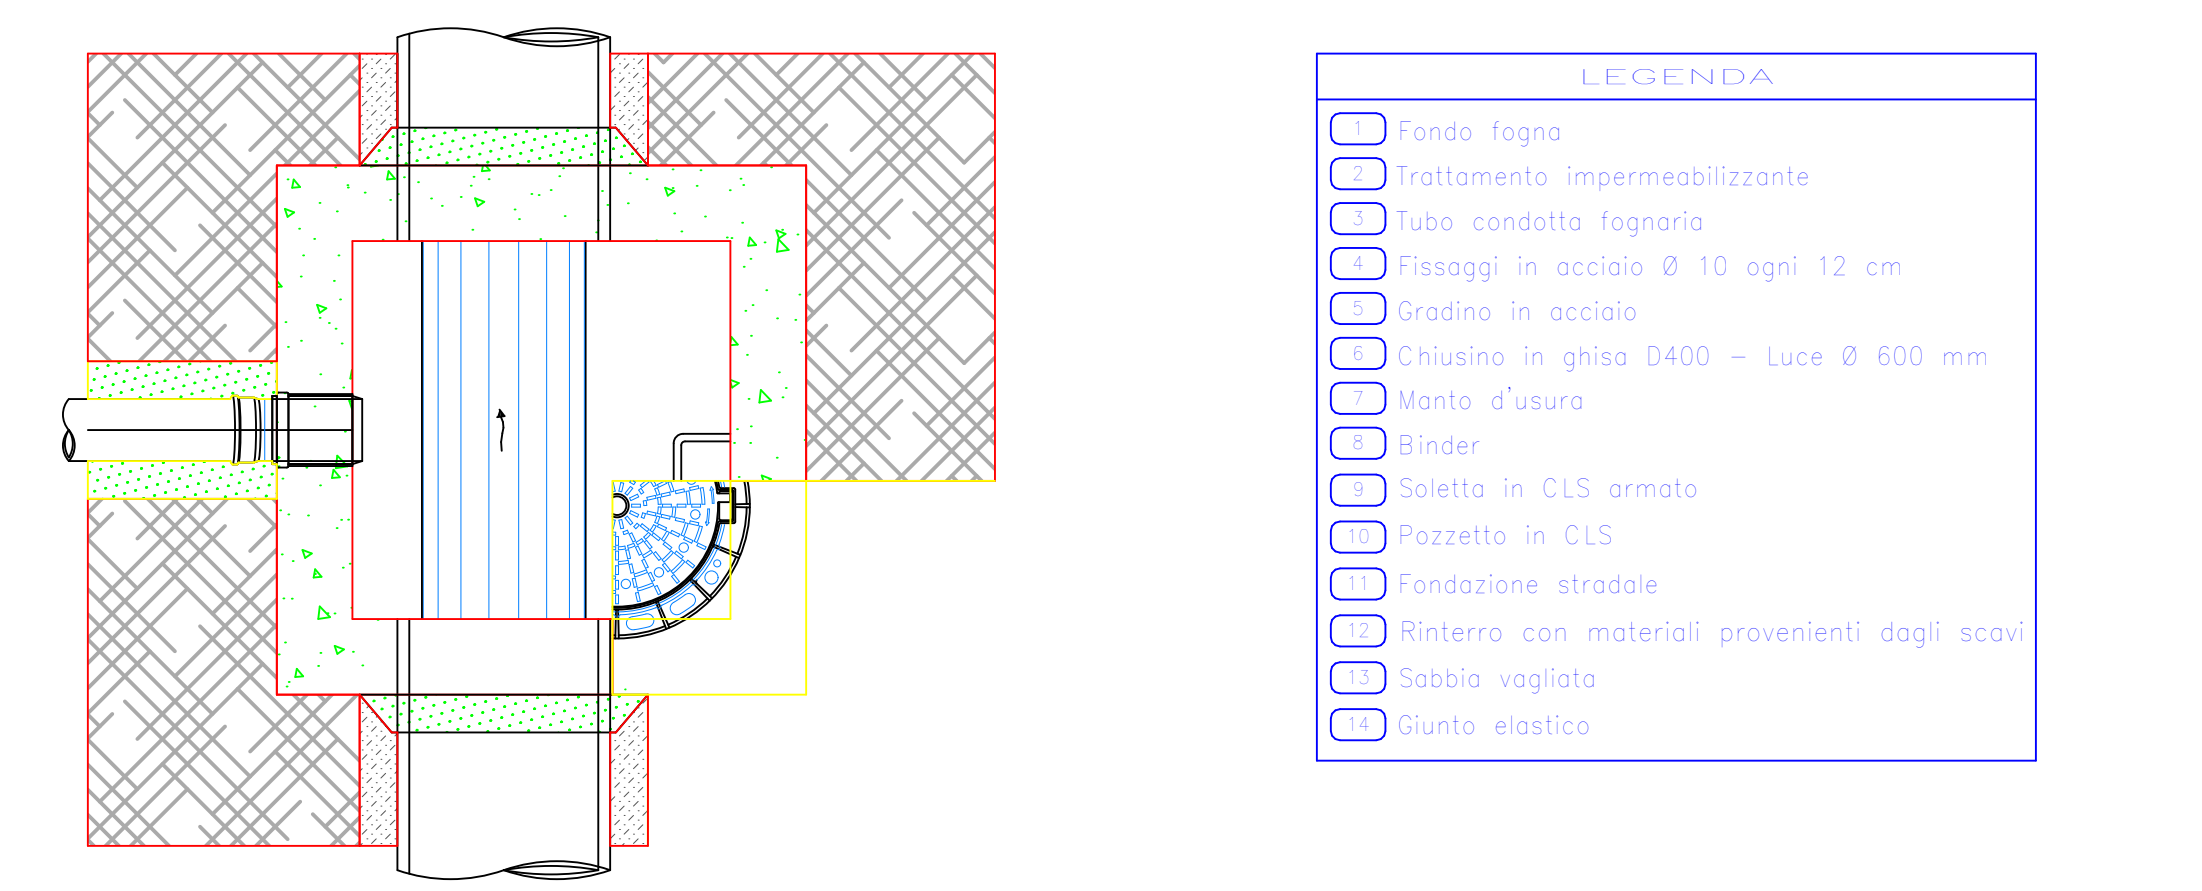 LEGENDA
1 Fondo fogna
2 Trattamento impermeabilizzante
3 Tubo condotta fognaria
4 Fissaggi in acciaio Ø 10 ogni 12 cm
5 Gradino in acciaio
6 Chiusino in ghisa D400 – Luce Ø 600 mm
7 Manto d'usura
8 Binder
9 Soletta in CLS armato
10 Pozzetto in CLS
11 Fondazione stradale
12 Rinterro con materiali provenienti dagli scavi
13 Sabbia vagliata
14 Giunto elastico